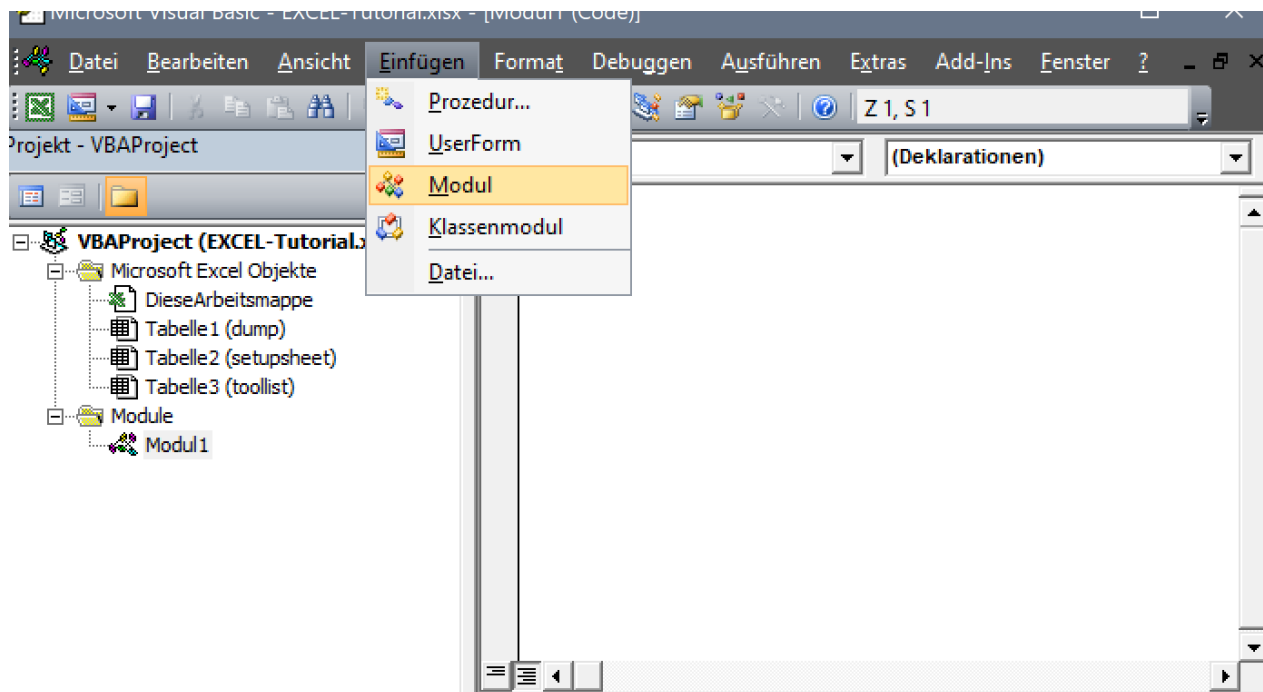 Microsoft Visual Basic - EXCEL-Tutorial.xlsx - [Modul1 (Code)]
Datei Bearbeiten Ansicht Einfügen Format Debuggen Ausführen Extras Add-Ins Fenster ?
Prozedur...
UserForm
Modul
Klassenmodul
Datei...
Z 1, S 1
Projekt - VBAProject
(Deklarationen)
VBAProject (EXCEL-Tutorial.x
Microsoft Excel Objekte
DieseArbeitsmappe
Tabelle1 (dump)
Tabelle2 (setupsheet)
Tabelle3 (toollist)
Module
Modul1